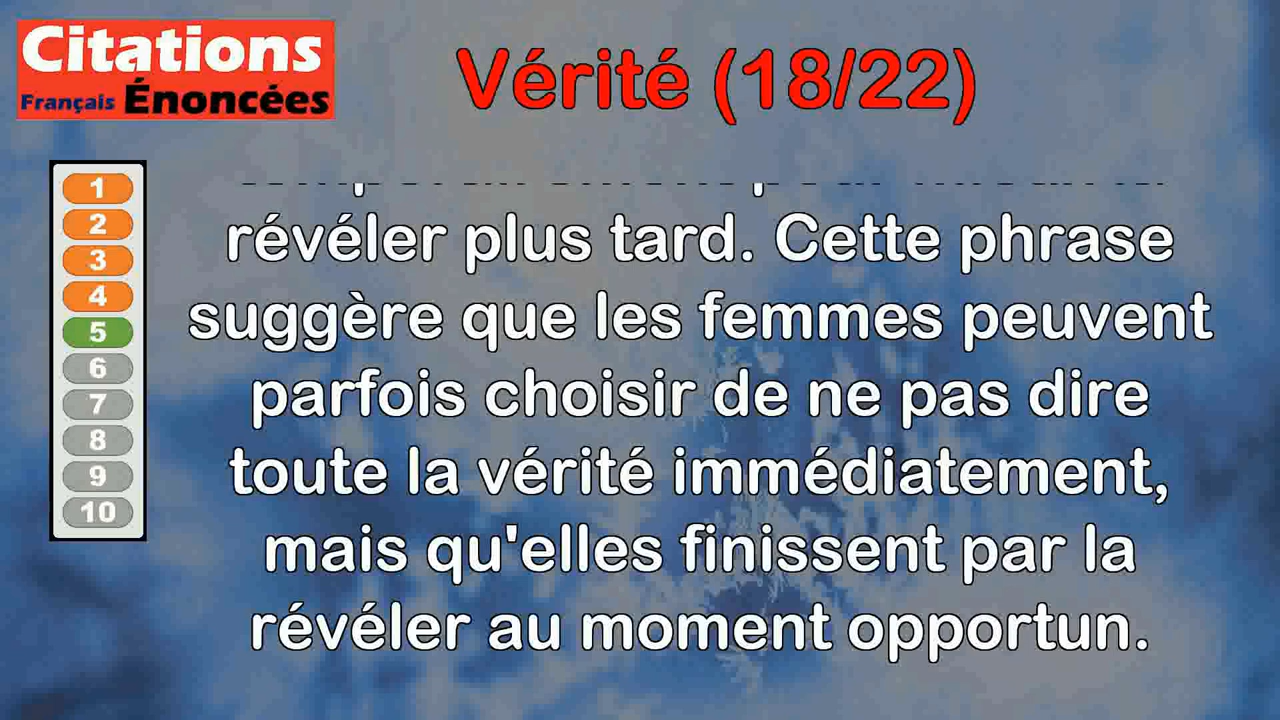 Citations
Français Énoncées
Vérité (18/22)
1
2
3
4
5
6
7
8
9
10
révéler plus tard. Cette phrase
suggère que les femmes peuvent
parfois choisir de ne pas dire
toute la vérité immédiatement,
mais qu'elles finissent par la
révéler au moment opportun.